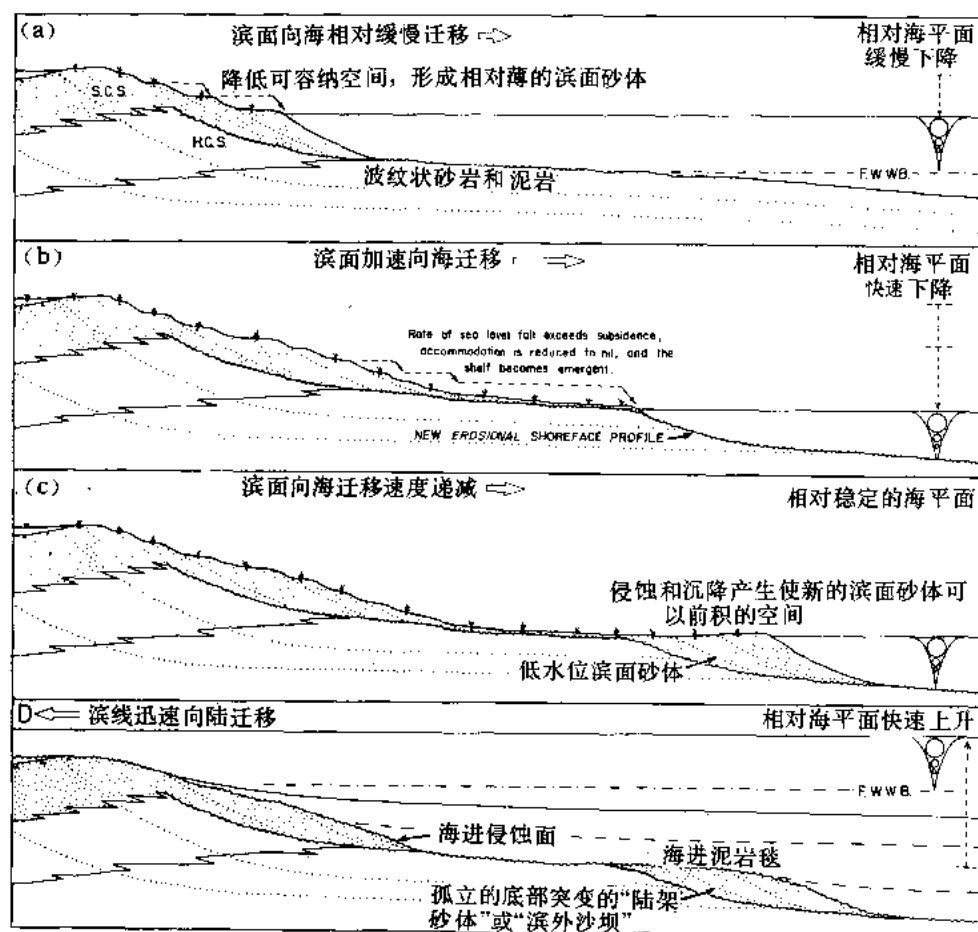 (a)
滨面向海相对缓慢迁移
相对海平面
缓慢下降
降低可容纳空间，形成相对薄的滨面砂体
S.C.S.
H.C.S.
F.W.W.B.
波纹状砂岩和泥岩
(b)
滨面加速向海迁移
相对海平面
快速下降
Rate of sea level fall exceeds subsidence,
accommodation is reduced to nil, and the
shelf becomes emergent.
NEW EROSIONAL SHOREFACE PROFILE
(c)
滨面向海迁移速度递减
相对稳定的海平面
侵蚀和沉降产生使新的滨面砂体可
以前积的空间
低水位滨面砂体
D
滨线迅速向陆迁移
相对海平面快速上升
F.W.W.B.
海进侵蚀面
海进泥岩毯
孤立的底部突变的“陆架
砂体”或“滨外沙坝”